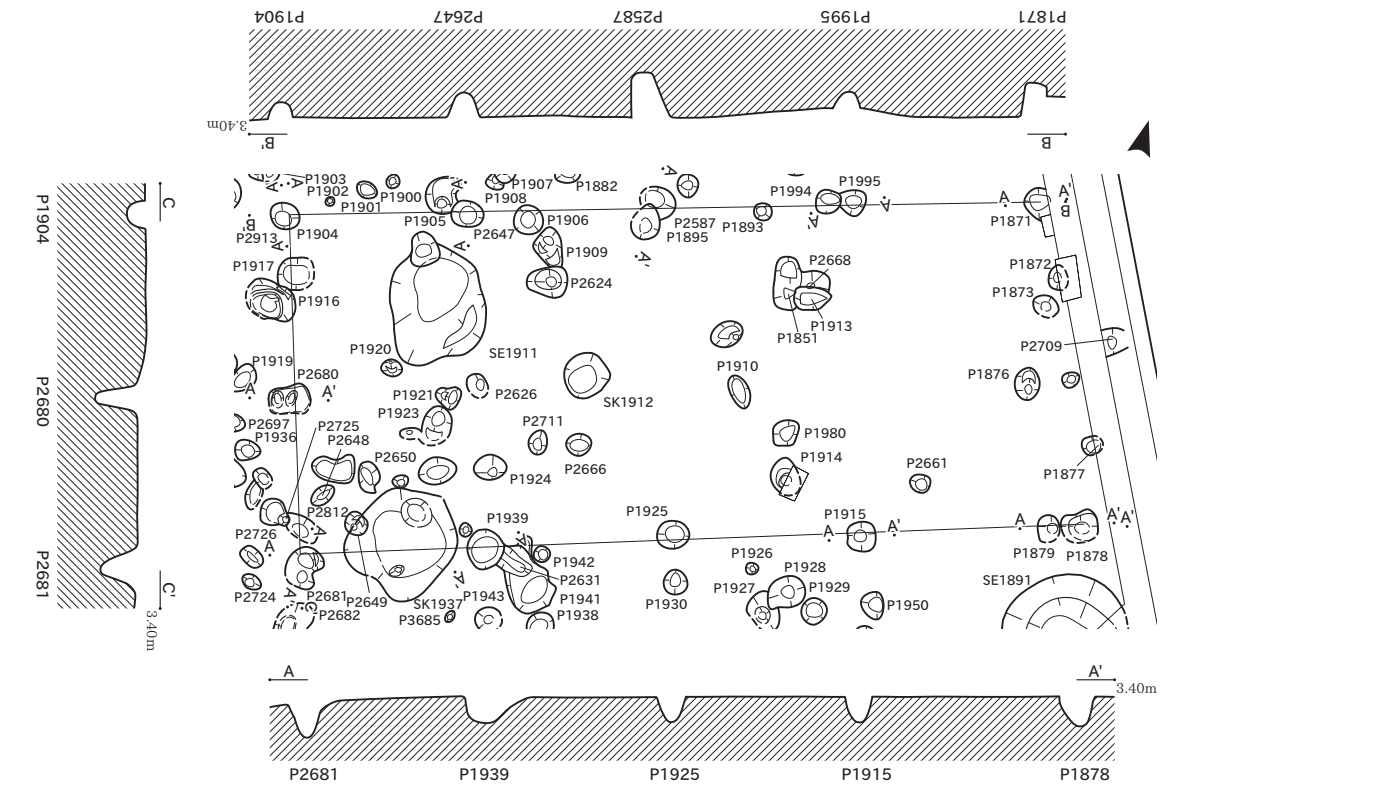 P1904 P2647 P2587 P1995 P1871
3.40m
B' B
P1904 P2680 P2681
C C'
3.40m
P1903
P1902
P1901
P1900
P1905
P1907
P1908
P1882
P2647
P1906
P2587
P1895
P1893
P1994
P1995
P1871
A
A'
B
B'
P2913
P1904
P1909
P2624
P2668
P1872
P1873
P1917
P1916
P1913
P1851
P2709
P1919
P1920
SE1911
P1910
P1876
P2680
A
A'
P1921
P2626
SK1912
P1923
P2697
P1936
P2725
P2648
P2711
P1980
P2650
P1924
P2666
P1914
P2661
P1877
P2812
P1939
P1925
P1915
A
A'
A
A'
A'
P2726
A
P1879
P1878
P1942
P1926
P1928
SE1891
P2631
P2724
P2681
P2649
SK1937
P1943
P1941
P1930
P1927
P1929
P1950
P2682
P3685
P1938
A A'
3.40m
P2681 P1939 P1925 P1915 P1878